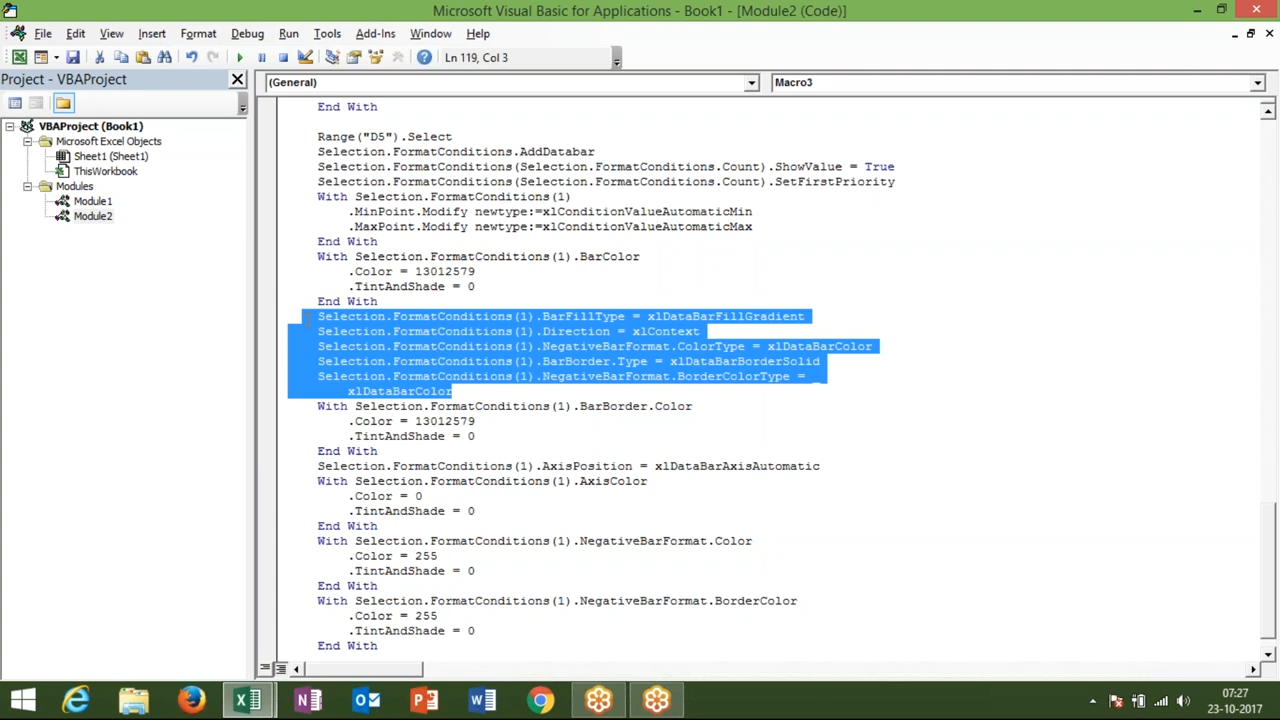 Microsoft Visual Basic for Applications - Book1 - [Module2 (Code)]
File Edit View Insert Format Debug Run Tools Add-Ins Window Help
Ln 119, Col 3
Project - VBAProject
(General)
Macro3
VBAProject (Book1)
Microsoft Excel Objects
Sheet1 (Sheet1)
ThisWorkbook
Modules
Module1
Module2
End With
Range("D5").Select
Selection.FormatConditions.AddDatabar
Selection.FormatConditions(Selection.FormatConditions.Count).ShowValue = True
Selection.FormatConditions(Selection.FormatConditions.Count).SetFirstPriority
With Selection.FormatConditions(1)
.MinPoint.Modify newtype:=xlConditionValueAutomaticMin
.MaxPoint.Modify newtype:=xlConditionValueAutomaticMax
End With
With Selection.FormatConditions(1).BarColor
.Color = 13012579
.TintAndShade = 0
End With
Selection.FormatConditions(1).BarFillType = xlDataBarFillGradient
Selection.FormatConditions(1).Direction = xlContext
Selection.FormatConditions(1).NegativeBarFormat.ColorType = xlDataBarColor
Selection.FormatConditions(1).BarBorder.Type = xlDataBarBorderSolid
Selection.FormatConditions(1).NegativeBarFormat.BorderColorType = _
xlDataBarColor
With Selection.FormatConditions(1).BarBorder.Color
.Color = 13012579
.TintAndShade = 0
End With
Selection.FormatConditions(1).AxisPosition = xlDataBarAxisAutomatic
With Selection.FormatConditions(1).AxisColor
.Color = 0
.TintAndShade = 0
End With
With Selection.FormatConditions(1).NegativeBarFormat.Color
.Color = 255
.TintAndShade = 0
End With
With Selection.FormatConditions(1).NegativeBarFormat.BorderColor
.Color = 255
.TintAndShade = 0
End With
07:27
23-10-2017